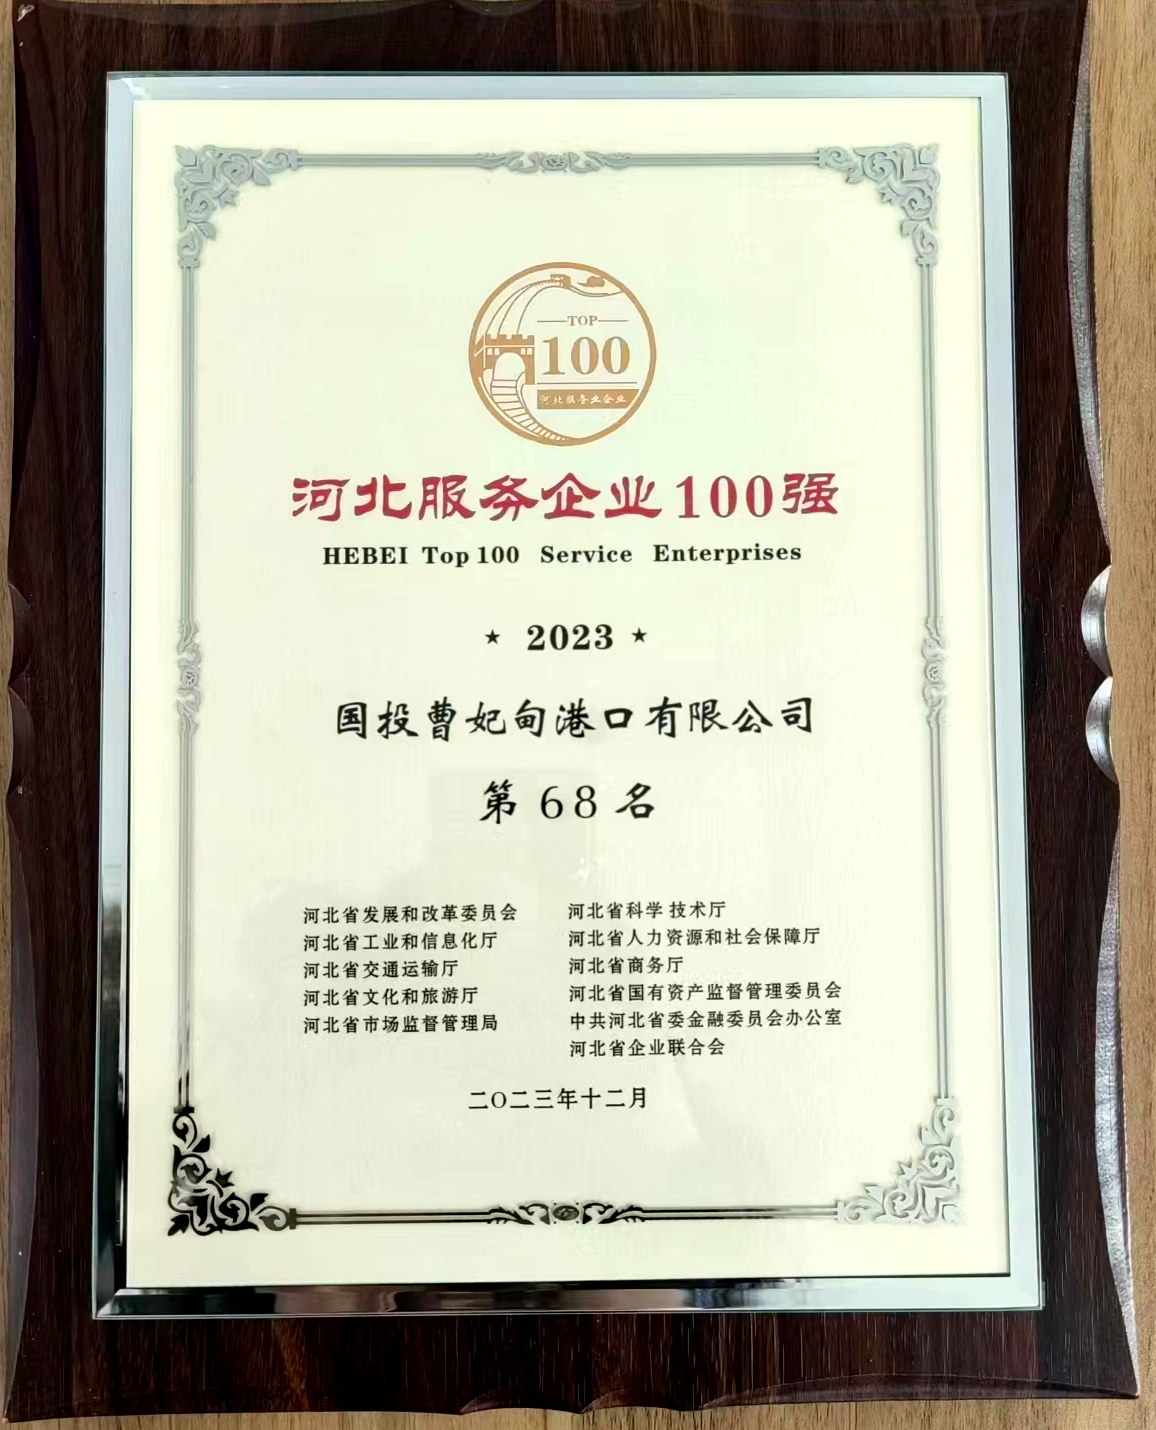 TOP
100
河北服务业企业
河北服务企业100强
HEBEI Top 100 Service Enterprises
★ 2023 ★
国投曹妃甸港口有限公司
第 68 名
河北省发展和改革委员会
河北省工业和信息化厅
河北省交通运输厅
河北省文化和旅游厅
河北省市场监督管理局
河北省科学 技术厅
河北省人力资源和社会保障厅
河北省商务厅
河北省国有资产监督管理委员会
中共河北省委金融委员会办公室
河北省企业联合会
二〇二三年十二月